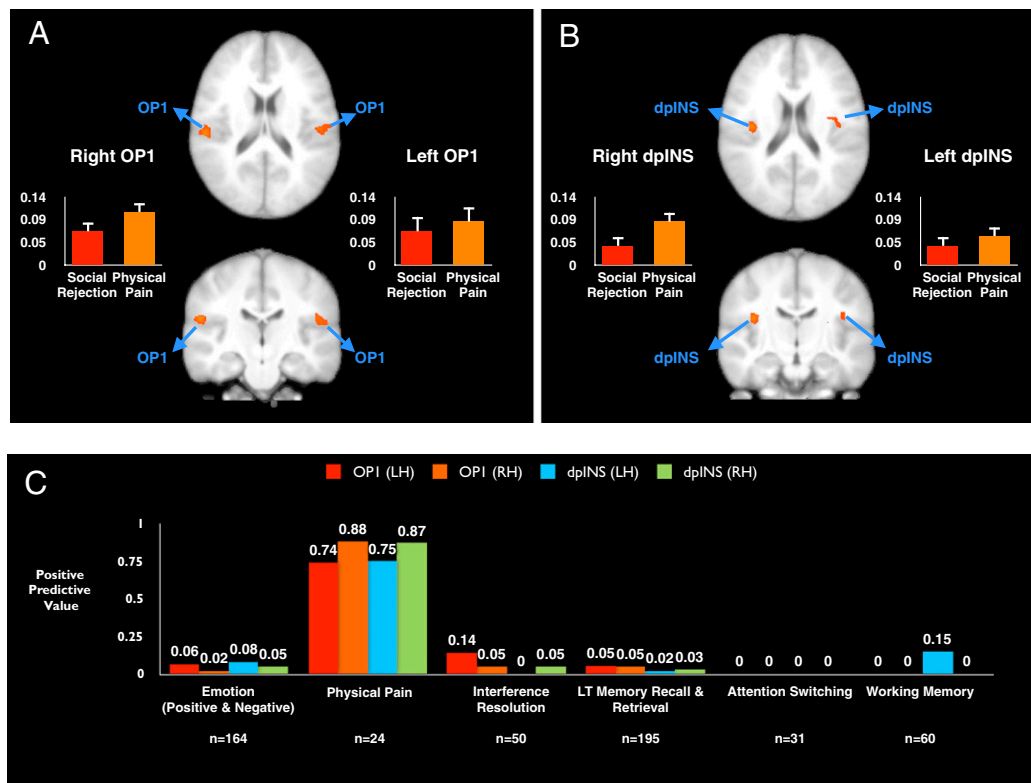 A
OP1
OP1
Right OP1
Left OP1
0.14
0.09
0.05
0
Social Physical
Rejection Pain
0.14
0.09
0.05
0
Social Physical
Rejection Pain
OP1
OP1
B
dpINS
dpINS
Right dpINS
Left dpINS
0.14
0.09
0.05
0
Social Physical
Rejection Pain
0.14
0.09
0.05
0
Social Physical
Rejection Pain
dpINS
dpINS
C
OP1 (LH) OP1 (RH) dpINS (LH) dpINS (RH)
Positive
Predictive
Value
1
0.75
0.5
0.25
0
0.06 0.02 0.08 0.05
0.74 0.88 0.75 0.87
0.14 0.05 0 0.05
0.05 0.05 0.02 0.03
0 0 0 0
0 0 0.15 0
Emotion
(Positive & Negative)
Physical Pain
Interference
Resolution
LT Memory Recall &
Retrieval
Attention Switching
Working Memory
n=164 n=24 n=50 n=195 n=31 n=60